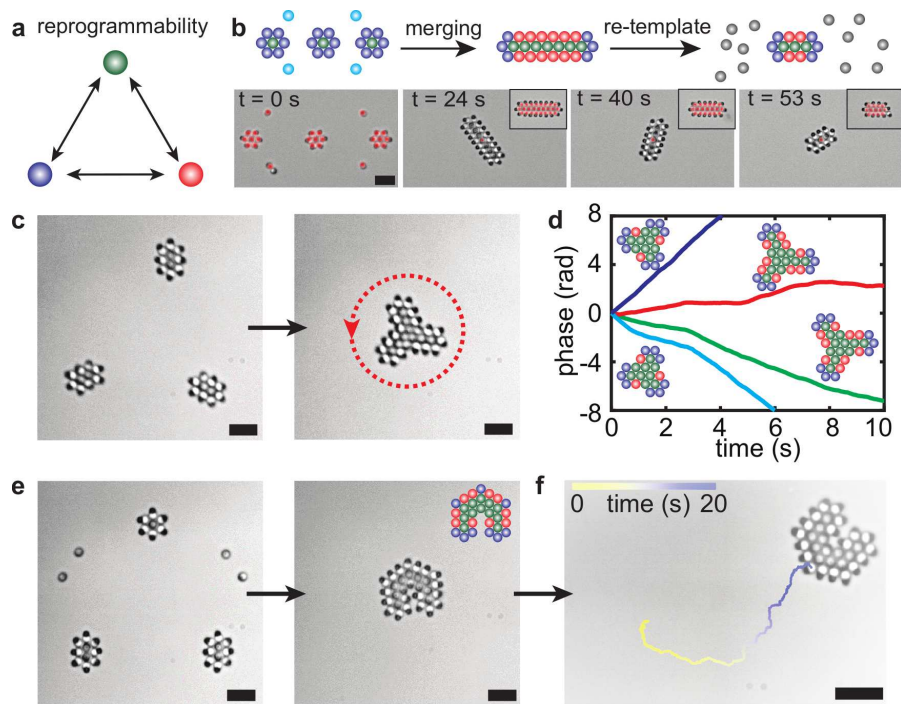 a reprogrammability
b merging re-template
t = 0 s t = 24 s t = 40 s t = 53 s
c
d
8
4
0
-4
-8
phase (rad)
0 2 4 6 8 10
time (s)
e
f
0 time (s) 20